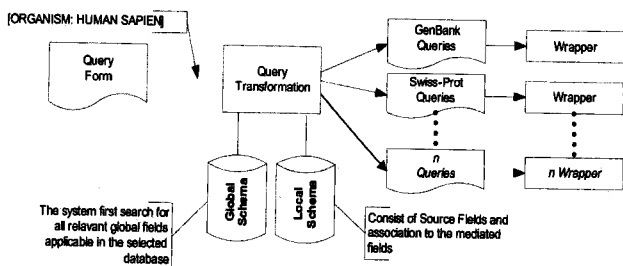 [ORGANISM: HUMAN SAPIEN]
Query
Form
Query
Transformation
GenBank
Queries
Wrapper
Swiss-Prot
Queries
Wrapper
n
Queries
n Wrapper
Global
Schema
Local
Schema
The system first search for
all relevant global fields
applicable in the selected
database
Consist of Source Fields and
association to the mediated
fields